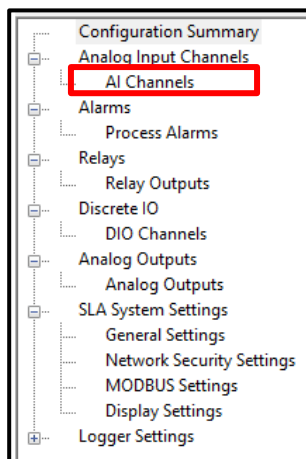 Configuration Summary
Analog Input Channels
AI Channels
Alarms
Process Alarms
Relays
Relay Outputs
Discrete IO
DIO Channels
Analog Outputs
Analog Outputs
SLA System Settings
General Settings
Network Security Settings
MODBUS Settings
Display Settings
Logger Settings